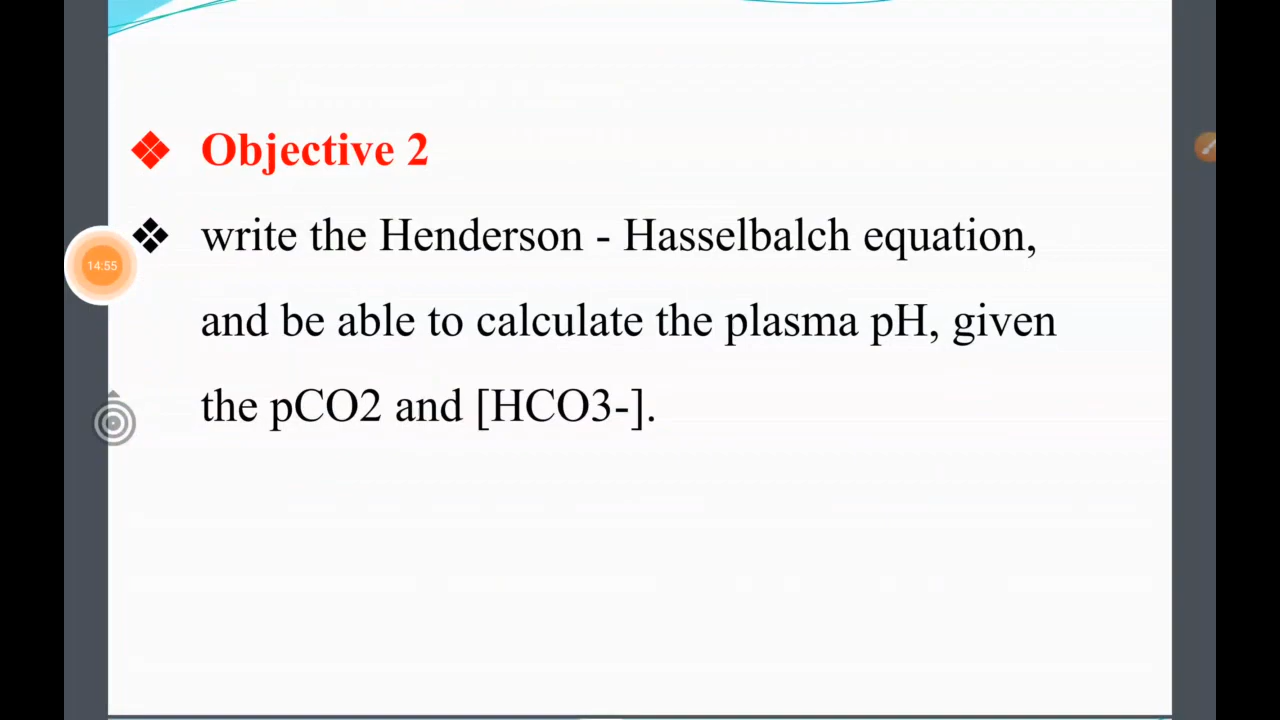 Objective 2
write the Henderson - Hasselbalch equation,
14:55
and be able to calculate the plasma pH, given
the pCO2 and [HCO3-].